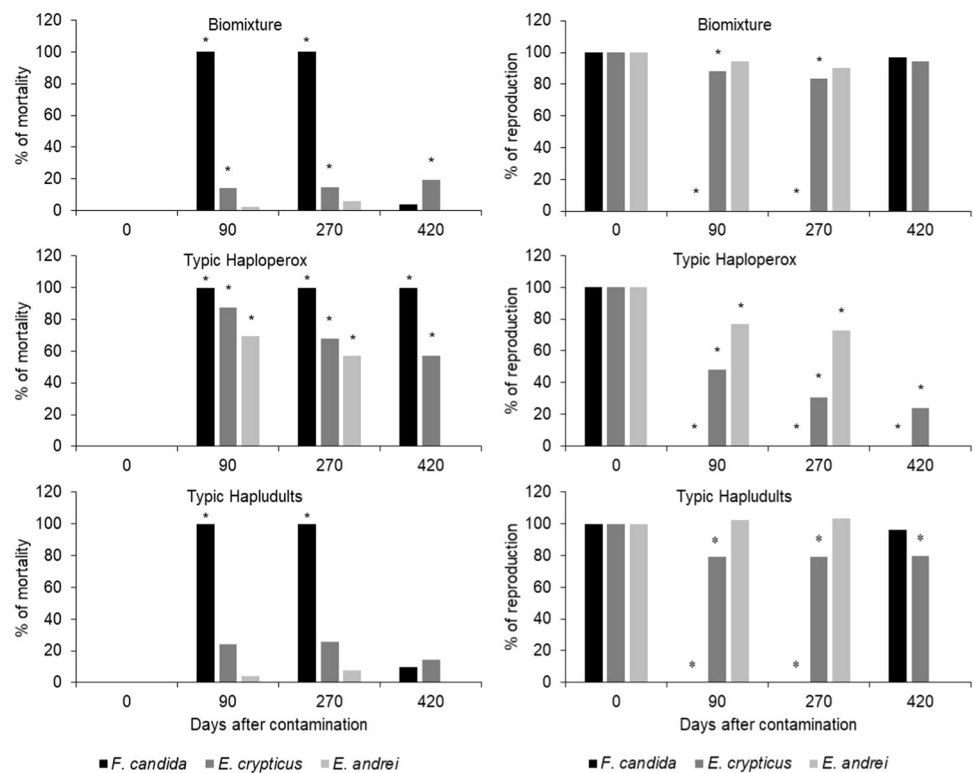 Biomixture
% of mortality
120
100
80
60
40
20
0
* * * * *
0 90 270 420
Biomixture
% of reproduction
120
100
80
60
40
20
0
* * * *
0 90 270 420
Typic Haploperox
% of mortality
120
100
80
60
40
20
0
* * * * * * * *
0 90 270 420
Typic Haploperox
% of reproduction
120
100
80
60
40
20
0
* * * * * * * *
0 90 270 420
Typic Hapludults
% of mortality
120
100
80
60
40
20
0
* *
0 90 270 420
Days after contamination
Typic Hapludults
% of reproduction
120
100
80
60
40
20
0
* * * * *
0 90 270 420
Days after contamination
F. candida E. crypticus E. andrei
F. candida E. crypticus E. andrei